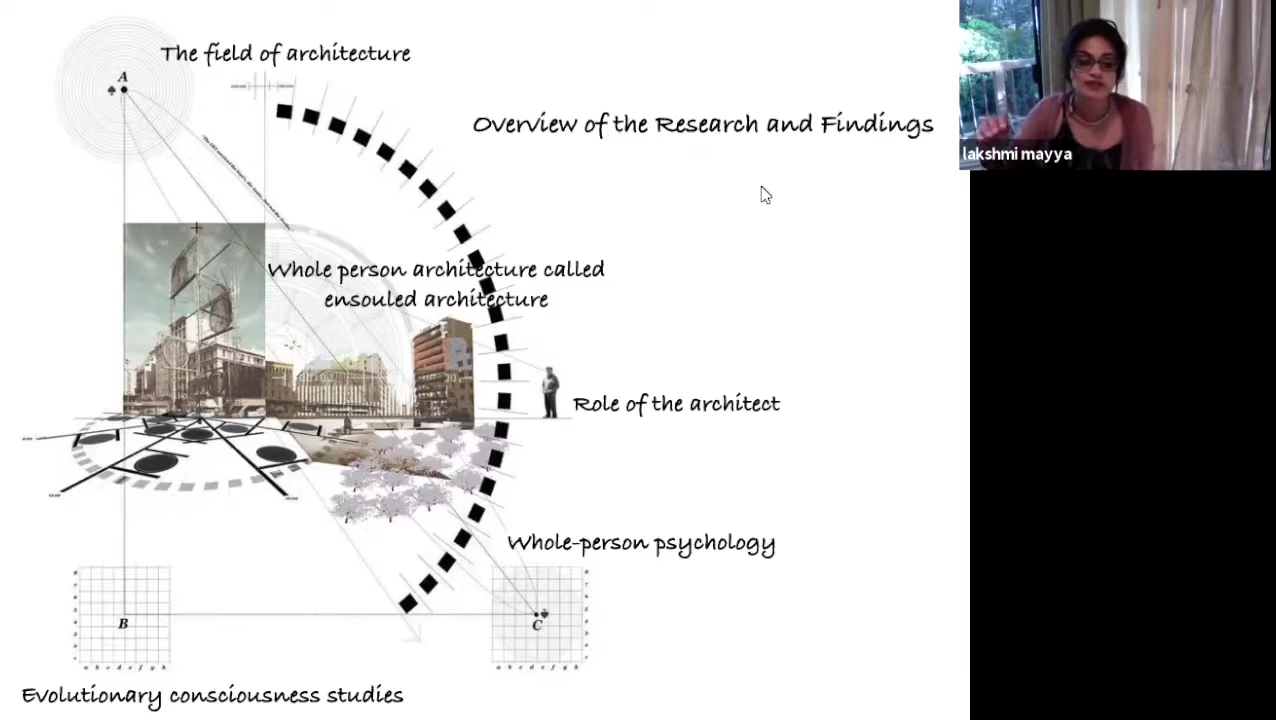 The field of architecture
A
Overview of the Research and Findings
lakshmi mayya
Whole person architecture called
ensouled architecture
Role of the architect
Whole-person psychology
B
C
a b c d e f g h
a b c d e f g h
Evolutionary consciousness studies